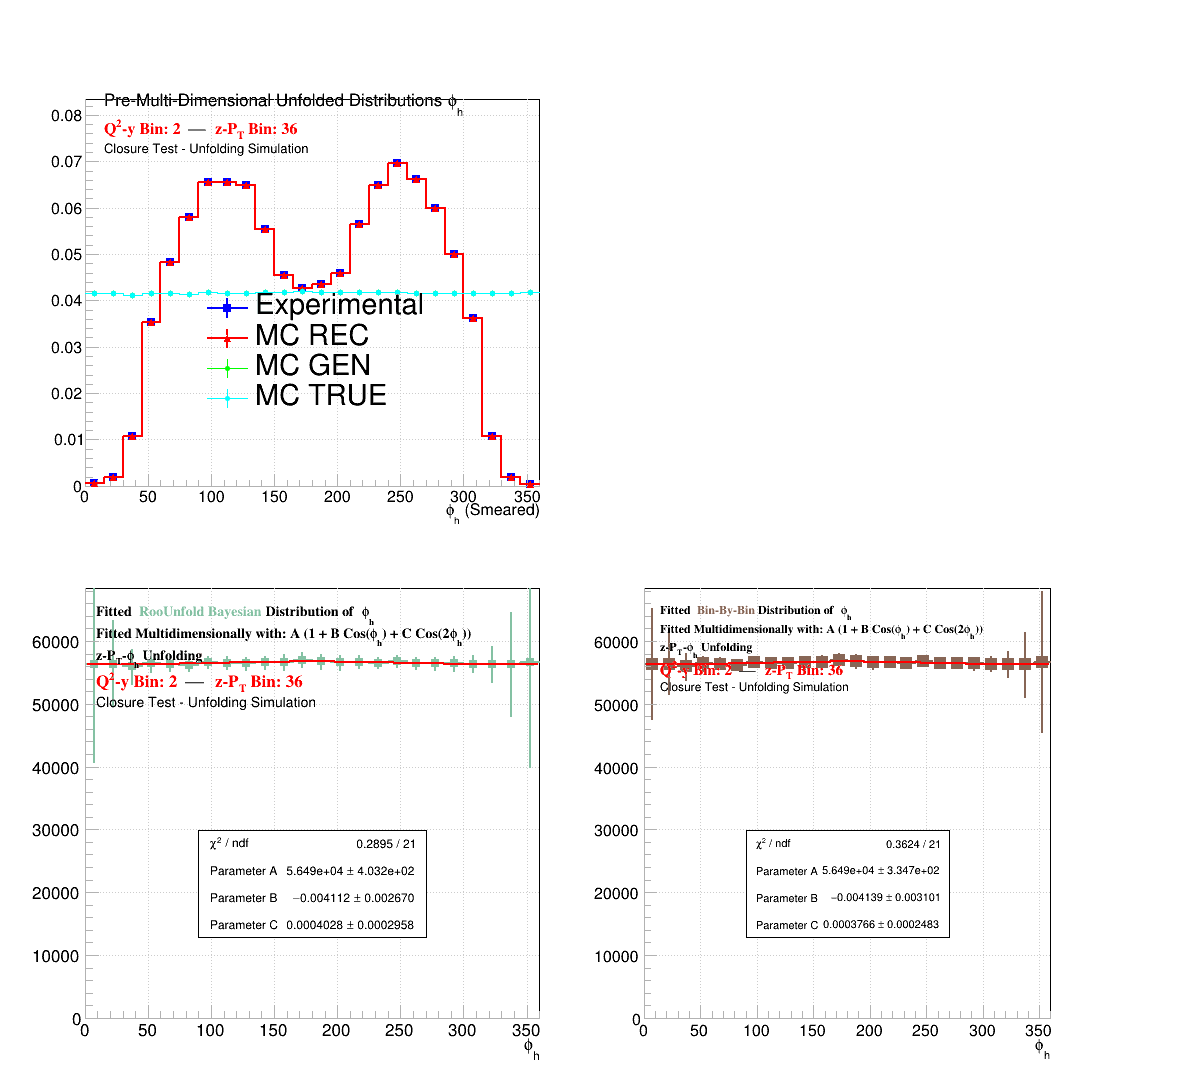 Pre-Multi-Dimensional Unfolded Distributions ϕh
Q²-y Bin: 2 — z-PT Bin: 36
Closure Test - Unfolding Simulation
0.08
0.07
0.06
0.05
0.04
0.03
0.02
0.01
0
Experimental
MC REC
MC GEN
MC TRUE
0 50 100 150 200 250 300 350
ϕh (Smeared)
Fitted RooUnfold Bayesian Distribution of ϕh
Fitted Multidimensionally with: A (1 + B Cos(ϕh) + C Cos(2ϕh))
z-PT-ϕh Unfolding
Q²-y Bin: 2 — z-PT Bin: 36
Closure Test - Unfolding Simulation
60000
50000
40000
30000
20000
10000
0
χ² / ndf 0.2895 / 21
Parameter A 5.649e+04 ± 4.032e+02
Parameter B −0.004112 ± 0.002670
Parameter C 0.0004028 ± 0.0002958
0 50 100 150 200 250 300 350
ϕh
Fitted Bin-By-Bin Distribution of ϕh
Fitted Multidimensionally with: A (1 + B Cos(ϕh) + C Cos(2ϕh))
z-PT-ϕh Unfolding
Q²-y Bin: 2 — z-PT Bin: 36
Closure Test - Unfolding Simulation
60000
50000
40000
30000
20000
10000
0
χ² / ndf 0.3624 / 21
Parameter A 5.649e+04 ± 3.347e+02
Parameter B −0.004139 ± 0.003101
Parameter C 0.0003766 ± 0.0002483
0 50 100 150 200 250 300 350
ϕh